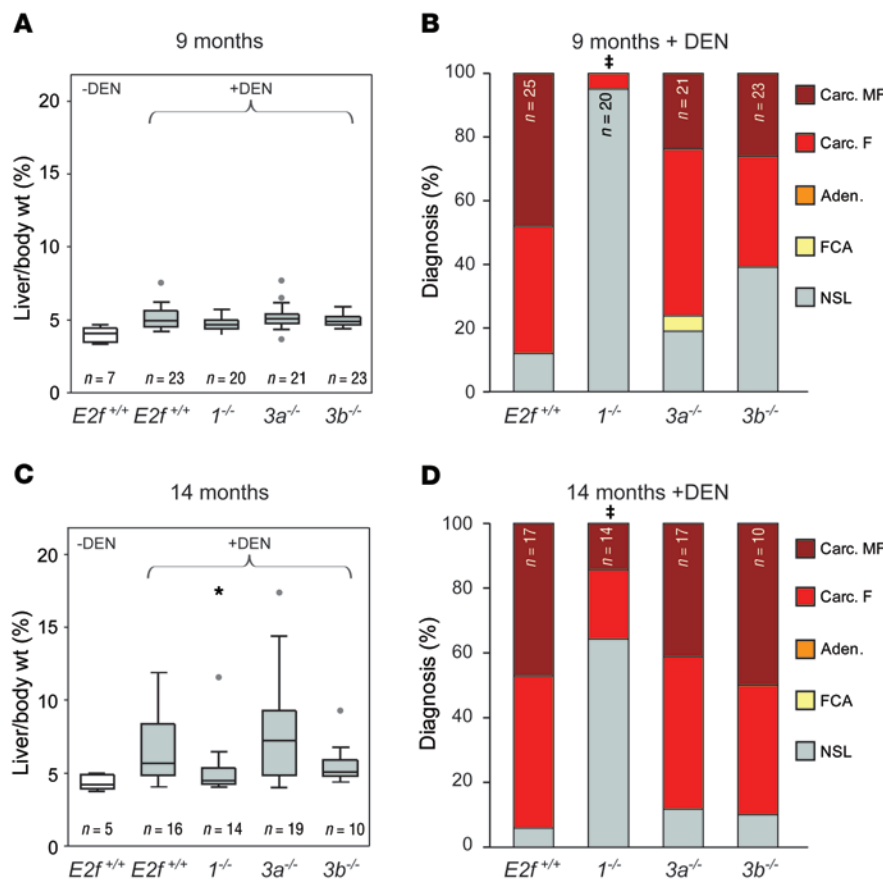 A
9 months
-DEN
+DEN
Liver/body wt (%)
20
15
10
5
0
n = 7
n = 23
n = 20
n = 21
n = 23
E2f +/+
E2f +/+
1-/-
3a-/-
3b-/-
B
9 months + DEN
‡
Diagnosis (%)
100
80
60
40
20
0
n = 25
n = 20
n = 21
n = 23
E2f +/+
1-/-
3a-/-
3b-/-
Carc. MF
Carc. F
Aden.
FCA
NSL
C
14 months
-DEN
+DEN
*
Liver/body wt (%)
20
15
10
5
0
n = 5
n = 16
n = 14
n = 19
n = 10
E2f +/+
E2f +/+
1-/-
3a-/-
3b-/-
D
14 months +DEN
‡
Diagnosis (%)
100
80
60
40
20
0
n = 17
n = 14
n = 17
n = 10
E2f +/+
1-/-
3a-/-
3b-/-
Carc. MF
Carc. F
Aden.
FCA
NSL